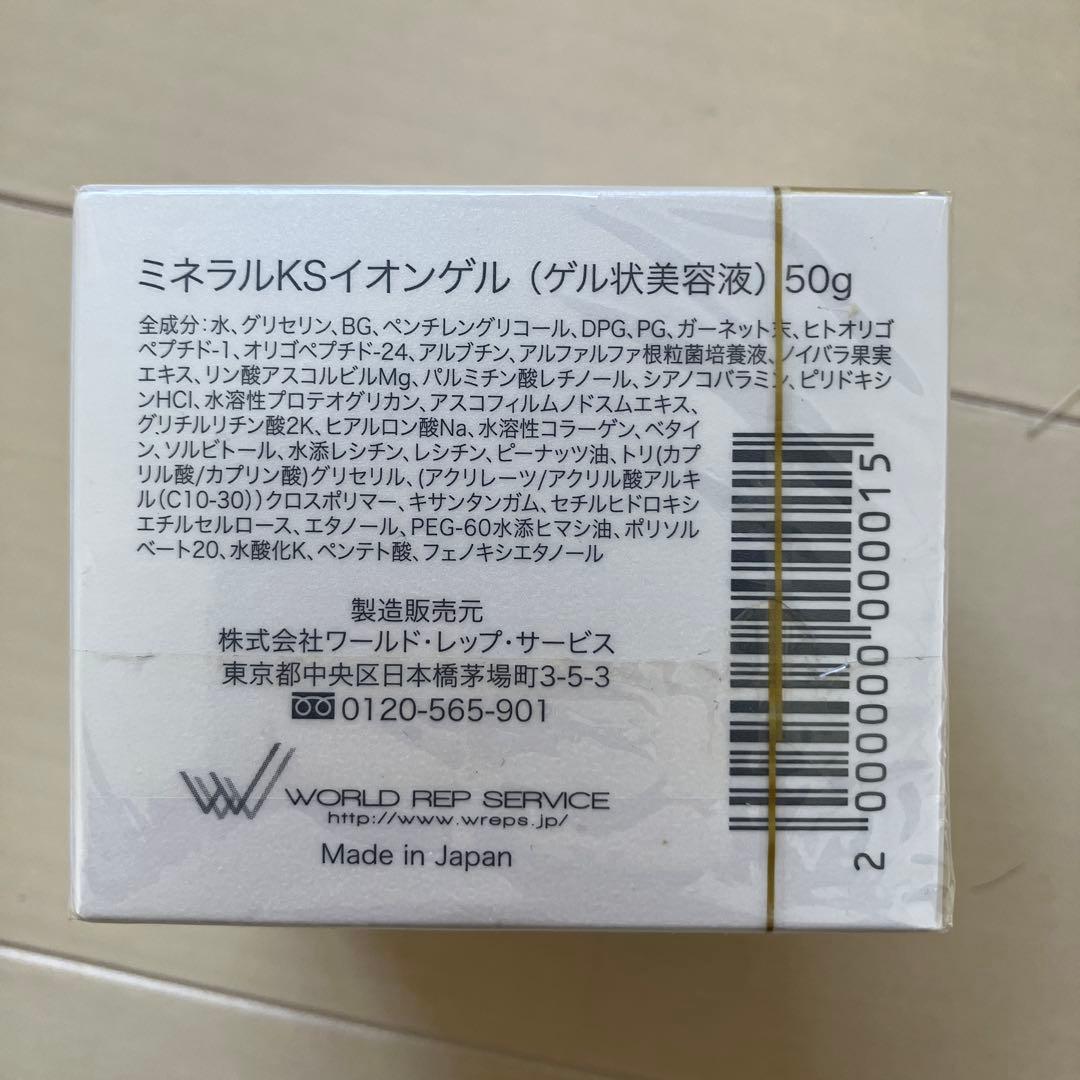 ミネラルKSイオンゲル（ゲル状美容液）50g
全成分：水、グリセリン、BG、ペンチレングリコール、DPG、PG、ガーネット末、ヒトオリゴ
ペプチド-1、オリゴペプチド-24、アルブチン、アルファルファ根粒菌培養液、ノイバラ果実
エキス、リン酸アスコルビルMg、パルミチン酸レチノール、シアノコバラミン、ピリドキシ
ンHCl、水溶性プロテオグリカン、アスコフィルムノドスムエキス、
グリチルリチン酸2K、ヒアルロン酸Na、水溶性コラーゲン、ベタイ
ン、ソルビトール、水添レシチン、レシチン、ピーナッツ油、トリ(カプ
リル酸/カプリン酸)グリセリル、(アクリレーツ/アクリル酸アルキ
ル(C10-30))クロスポリマー、キサンタンガム、セチルヒドロキシ
エチルセルロース、エタノール、PEG-60水添ヒマシ油、ポリソル
ベート20、水酸化K、ペンテト酸、フェノキシエタノール
製造販売元
株式会社ワールド・レップ・サービス
東京都中央区日本橋茅場町3-5-3
0120-565-901
WORLD REP SERVICE
http://www.wreps.jp/
Made in Japan
2 000000 000015